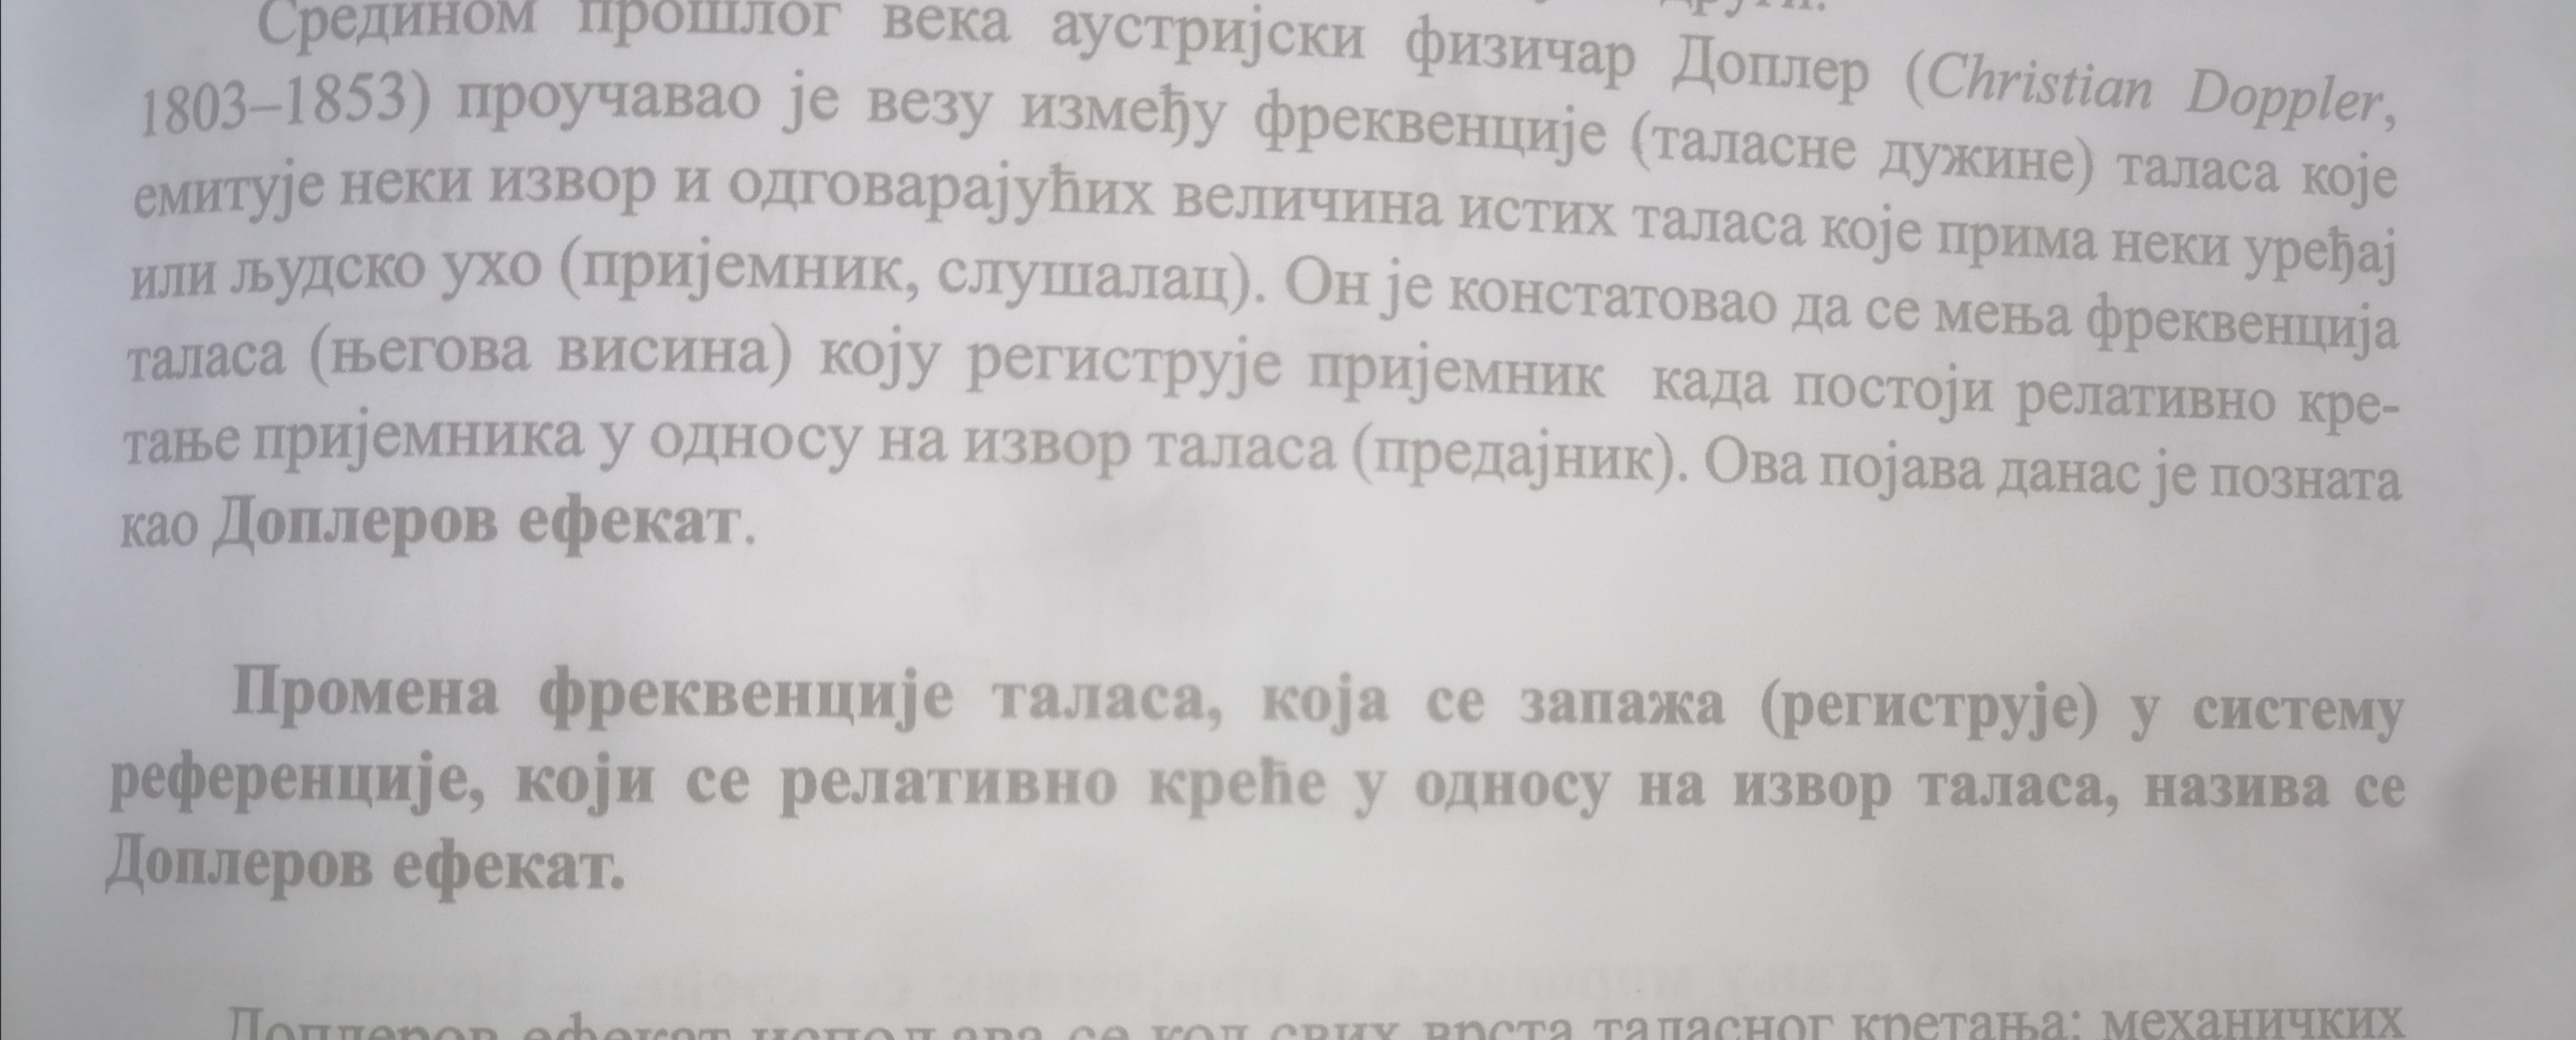 други.
Средином прошлог века аустријски физичар Доплер (Christian Doppler,
1803–1853) проучавао је везу између фреквенције (таласне дужине) таласа које
емитује неки извор и одговарајућих величина истих таласа које прима неки уређај
или људско ухо (пријемник, слушалац). Он је констатовао да се мења фреквенција
таласа (његова висина) коју региструје пријемник када постоји релативно кре-
тање пријемника у односу на извор таласа (предајник). Ова појава данас је позната
као Доплеров ефекат.
Промена фреквенције таласа, која се запажа (региструје) у систему
референције, који се релативно креће у односу на извор таласа, назива се
Доплеров ефекат.
Доплеров ефекат испољава се код свих врста таласног кретања: механичких